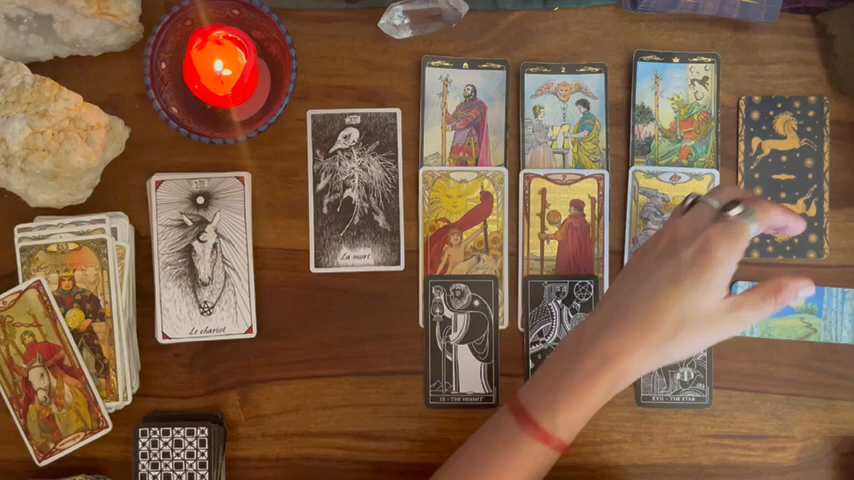 2
XIII
La mort
VII
Le chariot
IX • THE HERMIT
XVII • THE STAR